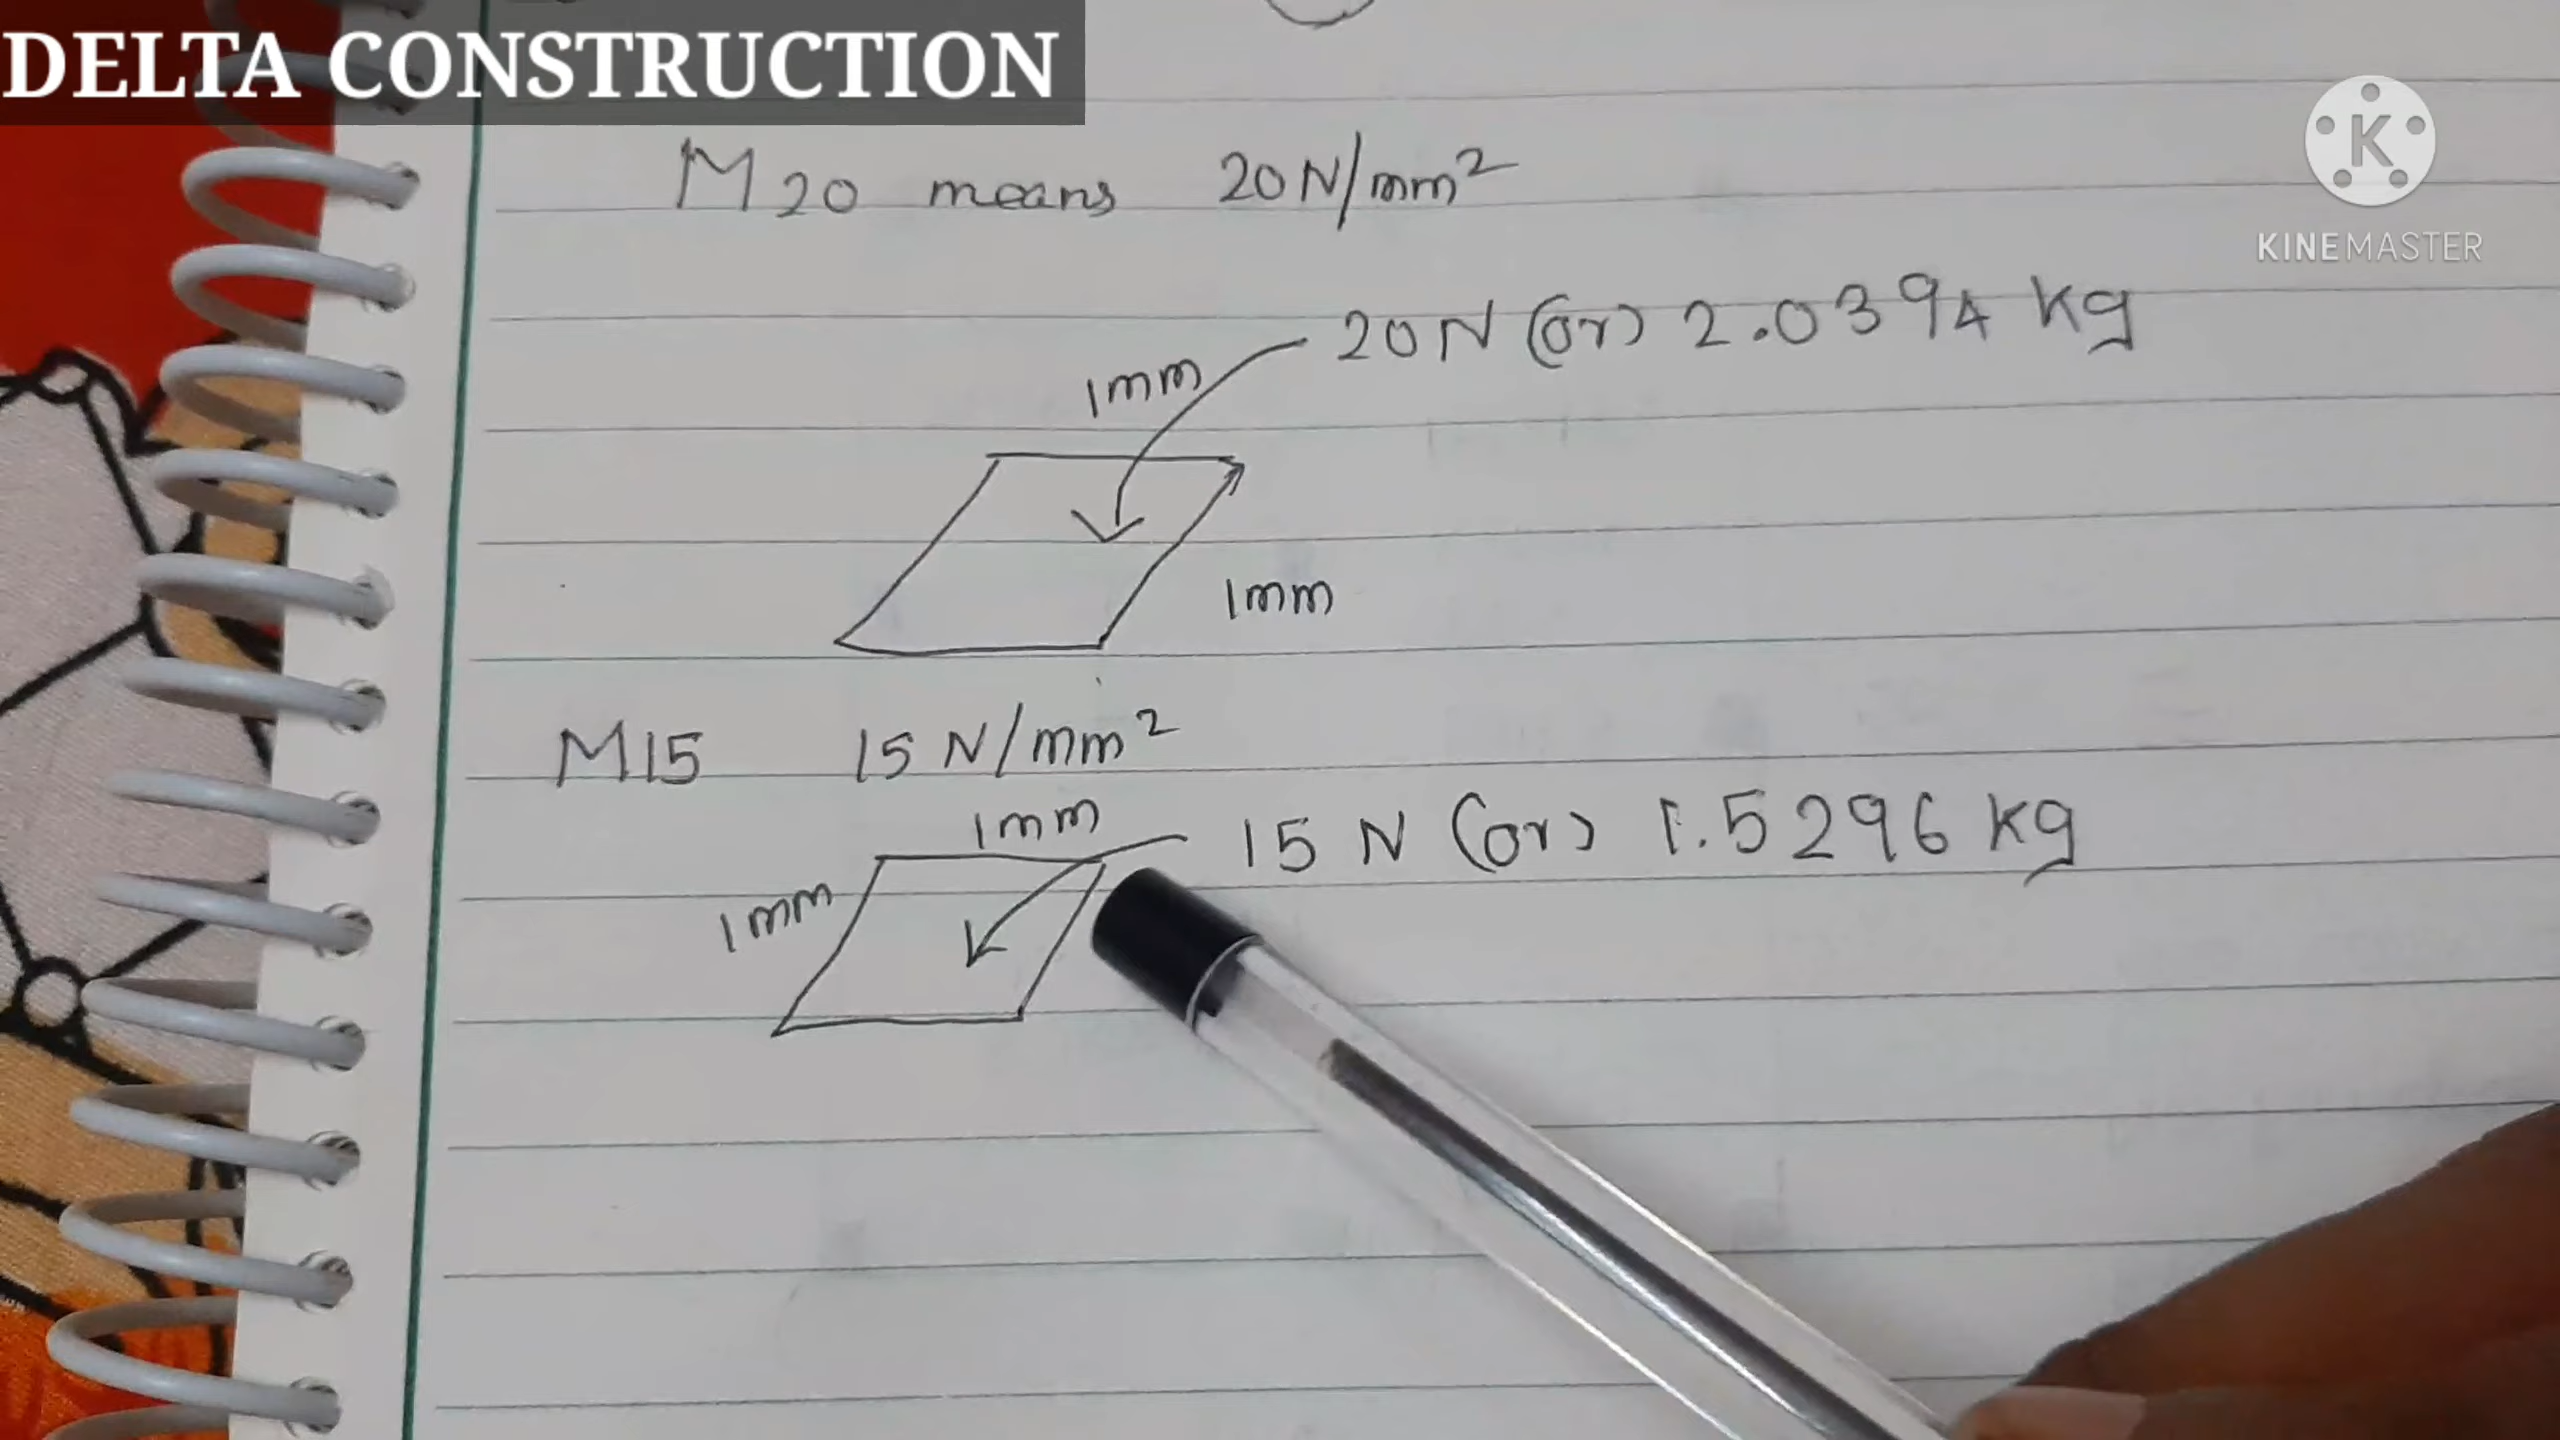 DELTA CONSTRUCTION
KINEMASTER
M20 means 20N/mm²
20N (or) 2.0394 kg
1mm
1mm
M15 15 N/mm²
1mm
15 N (or) 1.5296 kg
1mm